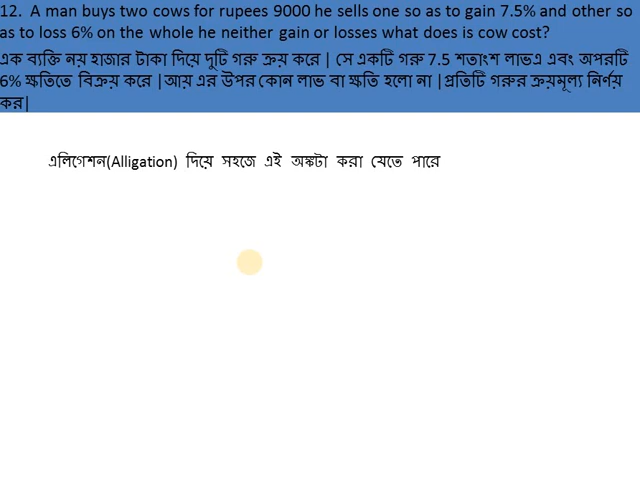 12. A man buys two cows for rupees 9000 he sells one so as to gain 7.5% and other so
as to loss 6% on the whole he neither gain or losses what does is cow cost?
এক ব্যক্তি নয় হাজার টাকা দিয়ে দুটি গরু ক্রয় করে | সে একটি গরু 7.5 শতাংশ লাভএ এবং অপরটি
6% ক্ষতিতে বিক্রয় করে |আয় এর উপর কোন লাভ বা ক্ষতি হলো না |প্রতিটি গরুর ক্রয়মূল্য নির্ণয়
কর|
এলিগেশন(Alligation) দিয়ে সহজে এই অঙ্কটা করা যেতে পারে